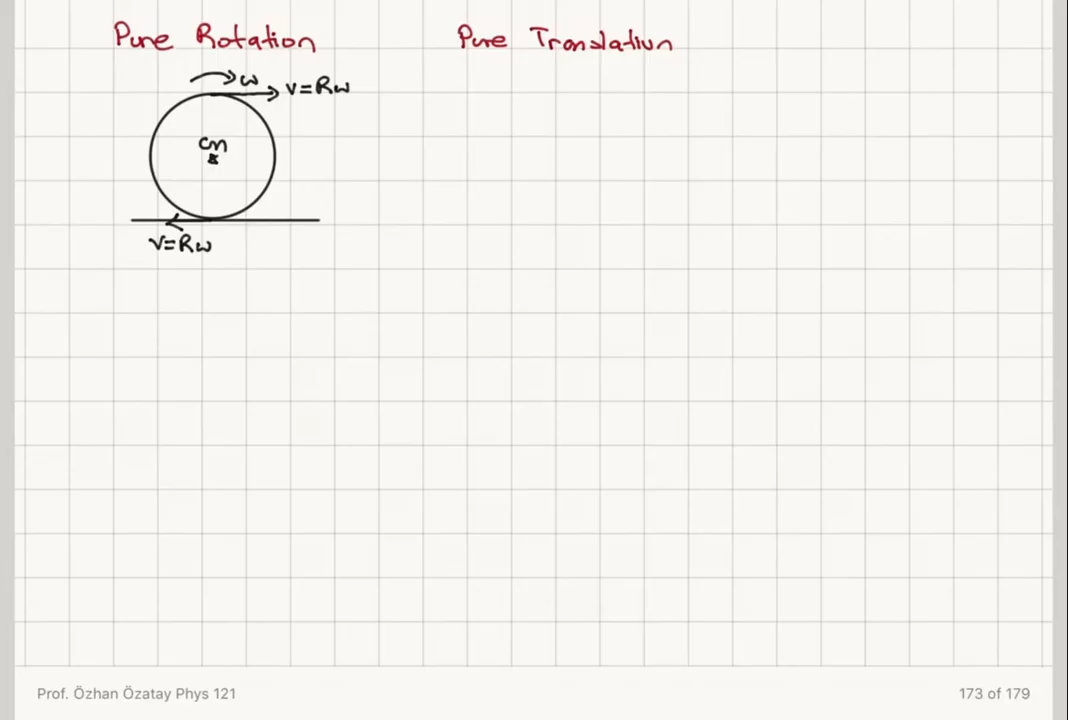 Pure Rotation Pure Translation
ω v=Rω
cm
v=Rω
Prof. Özhan Özatay Phys 121 173 of 179